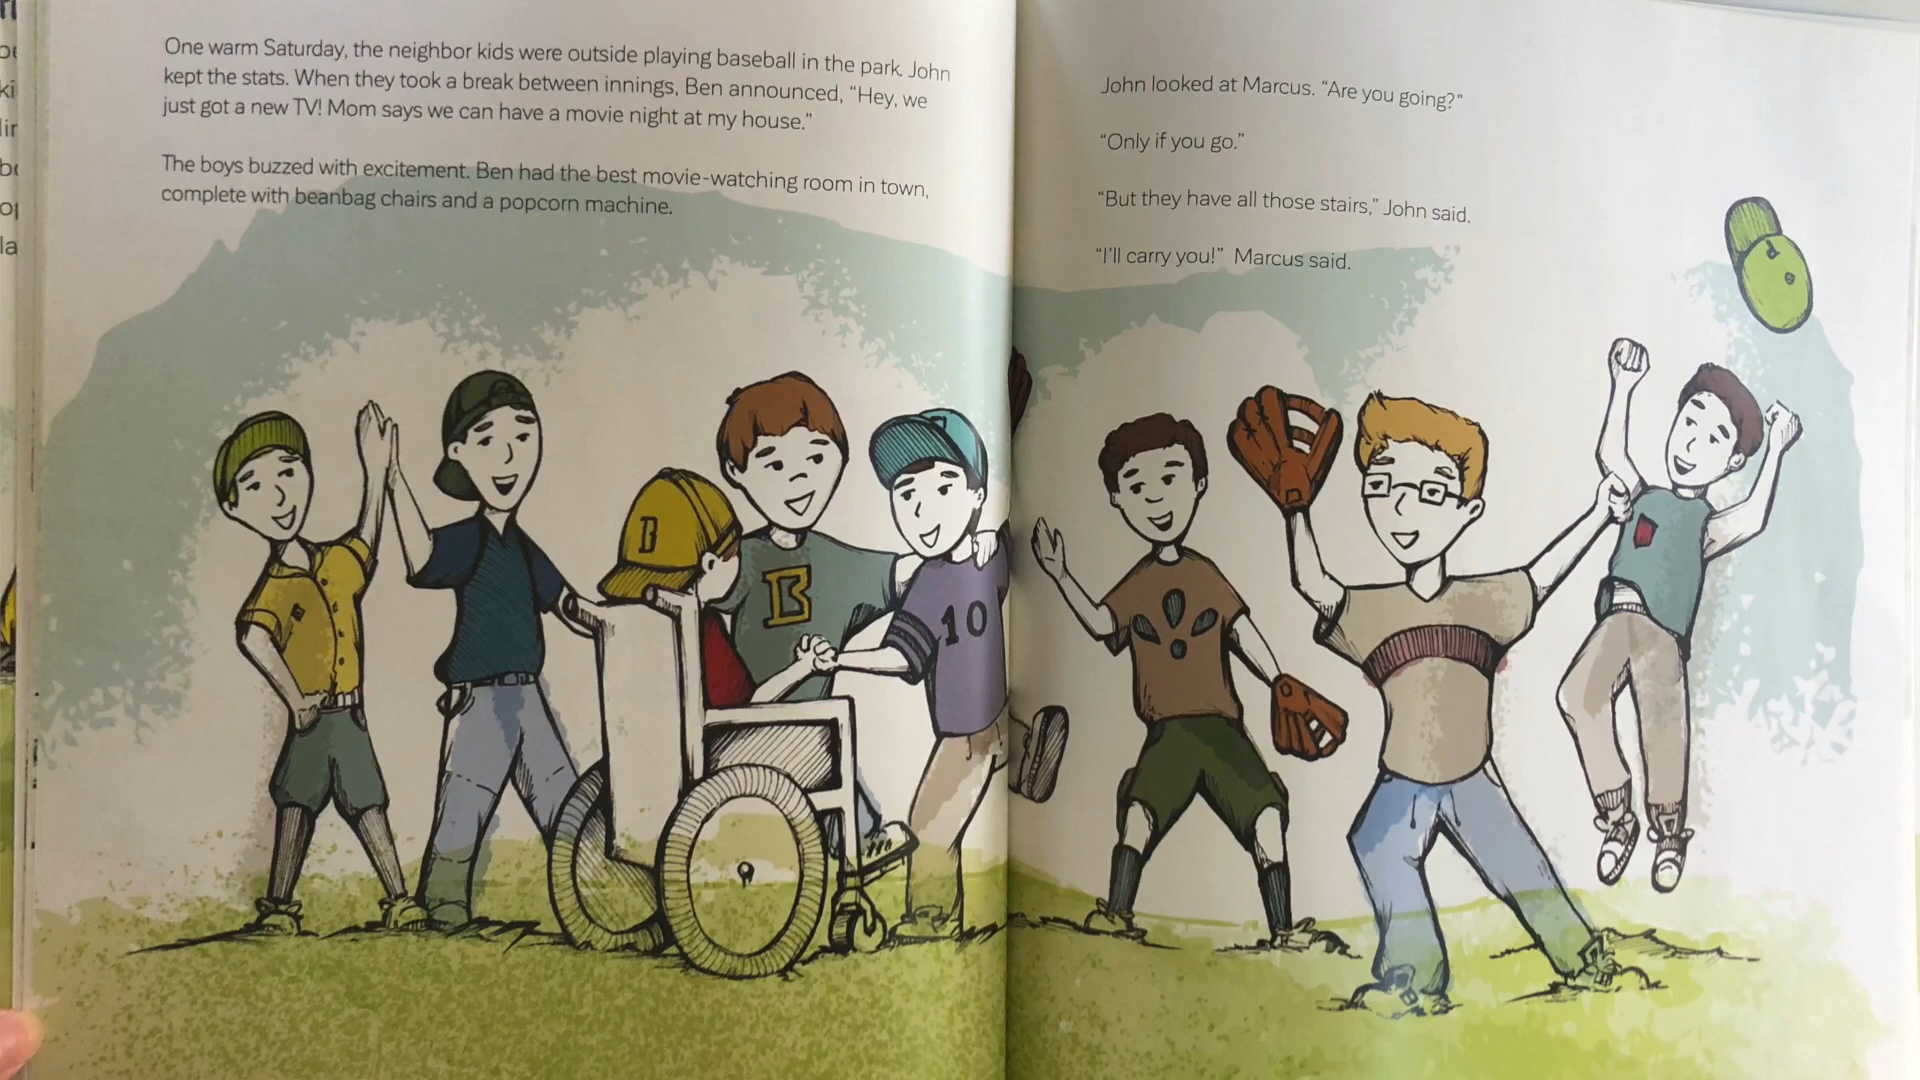 One warm Saturday, the neighbor kids were outside playing baseball in the park. John
kept the stats. When they took a break between innings, Ben announced, “Hey, we
just got a new TV! Mom says we can have a movie night at my house.”
The boys buzzed with excitement. Ben had the best movie-watching room in town,
complete with beanbag chairs and a popcorn machine.
B
B
10
John looked at Marcus. “Are you going?”
“Only if you go.”
“But they have all those stairs,” John said.
“I’ll carry you!” Marcus said.